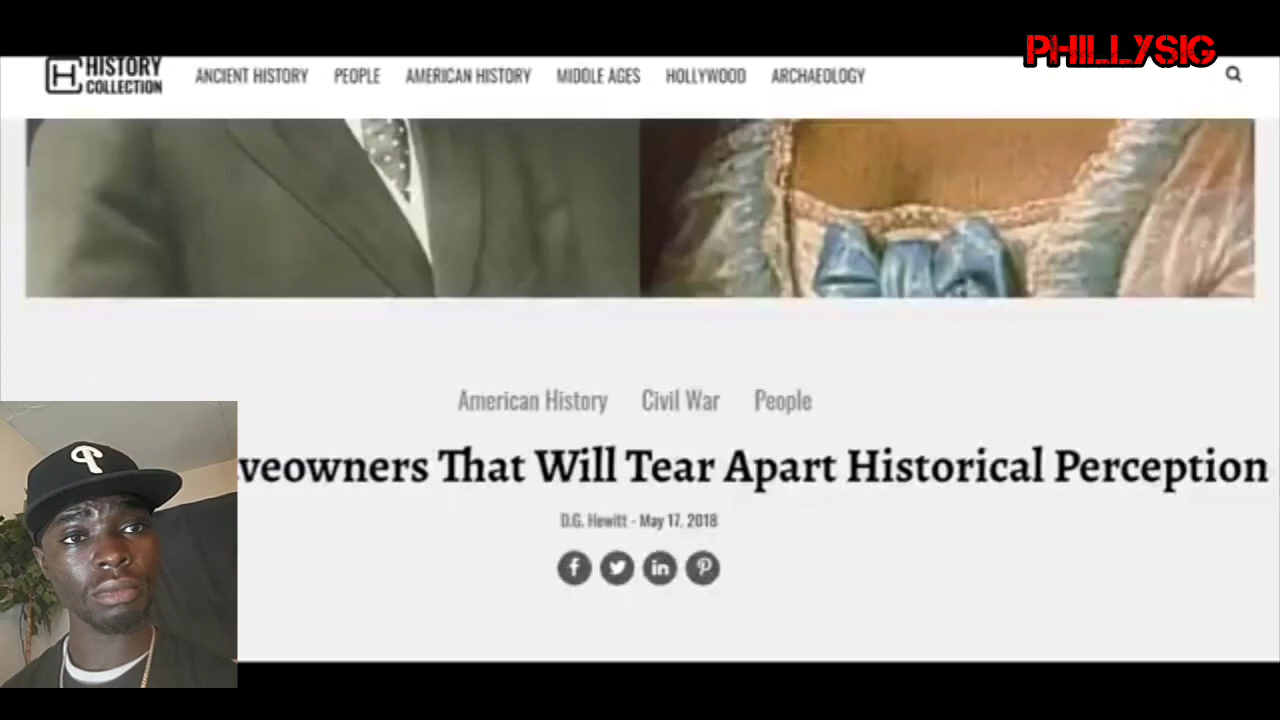 PHILLYSIG
HISTORY
COLLECTION
ANCIENT HISTORY PEOPLE AMERICAN HISTORY MIDDLE AGES HOLLYWOOD ARCHAEOLOGY
American History Civil War People
veowners That Will Tear Apart Historical Perception
D.G. Hewitt - May 17, 2018